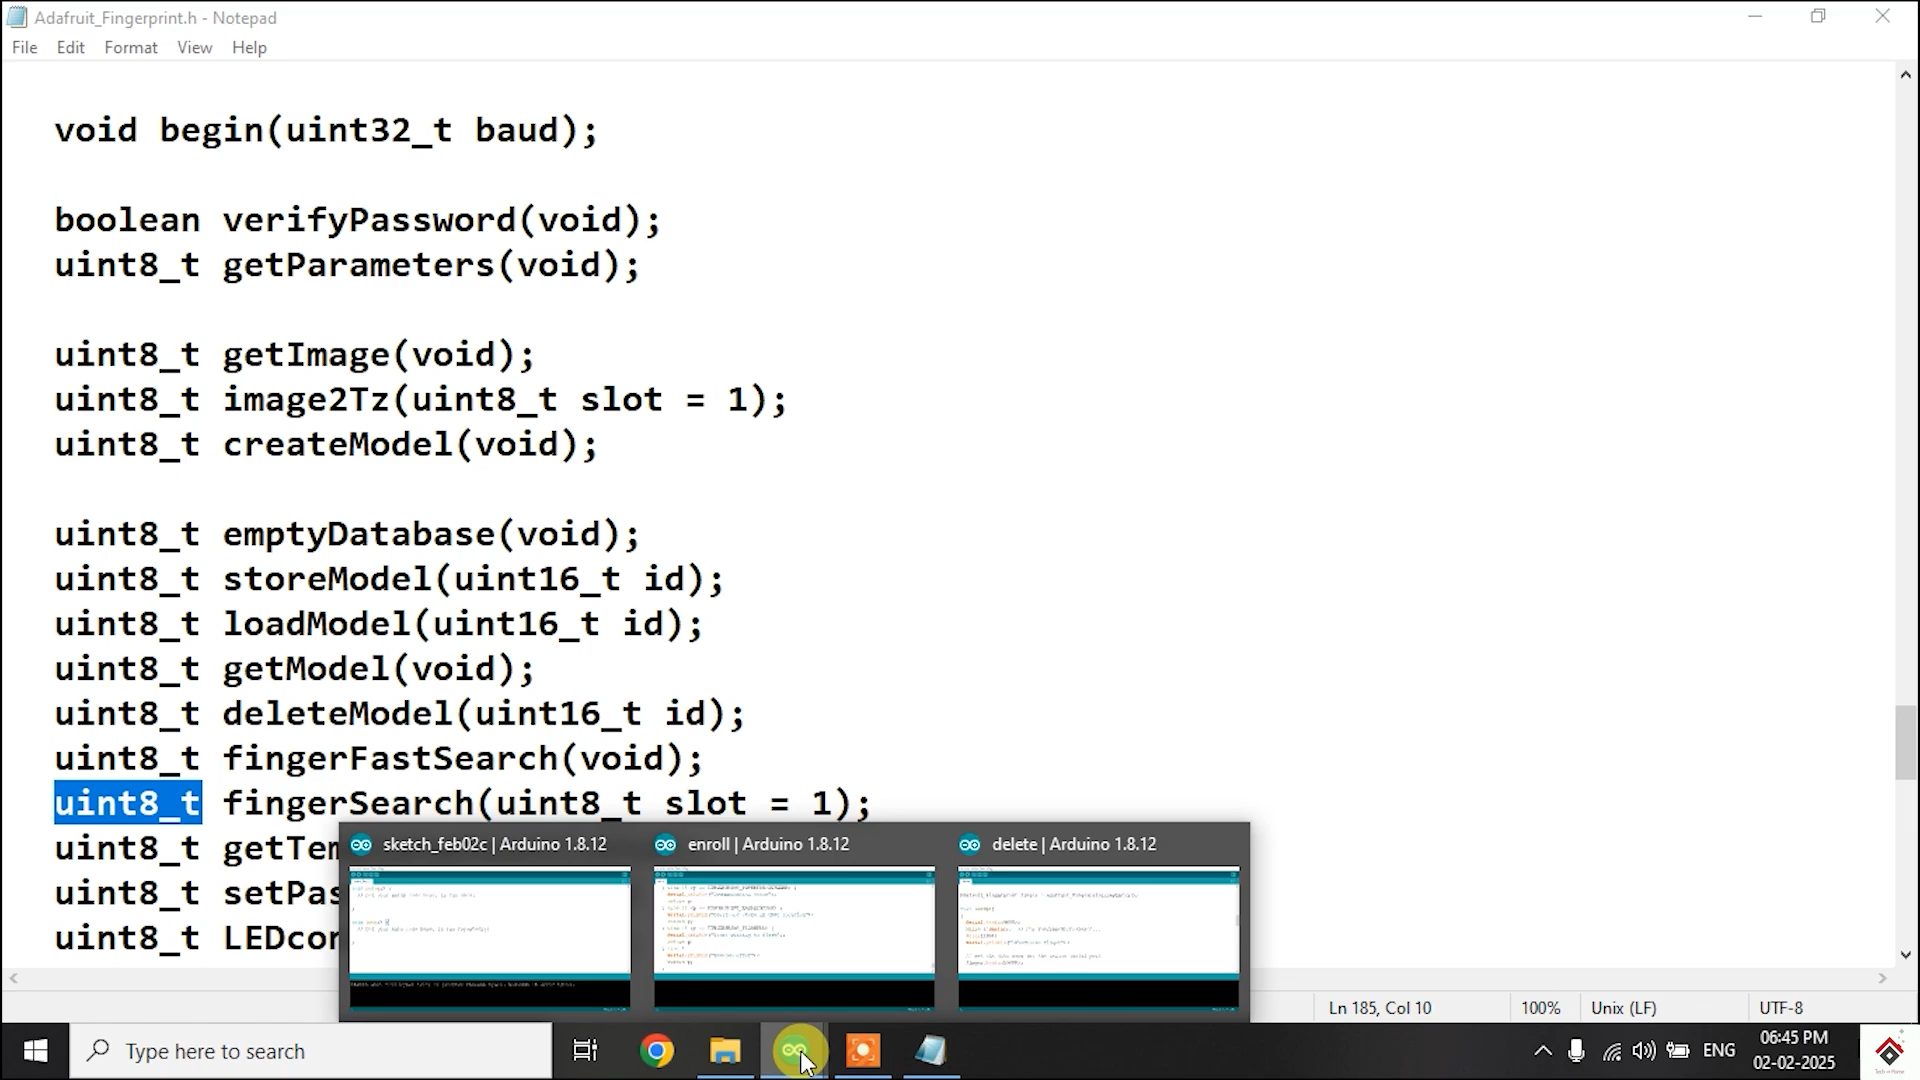 Adafruit_Fingerprint.h - Notepad
File Edit Format View Help
void begin(uint32_t baud);
boolean verifyPassword(void);
uint8_t getParameters(void);
uint8_t getImage(void);
uint8_t image2Tz(uint8_t slot = 1);
uint8_t createModel(void);
uint8_t emptyDatabase(void);
uint8_t storeModel(uint16_t id);
uint8_t loadModel(uint16_t id);
uint8_t getModel(void);
uint8_t deleteModel(uint16_t id);
uint8_t fingerFastSearch(void);
uint8_t fingerSearch(uint8_t slot = 1);
uint8_t getTem
uint8_t setPas
uint8_t LEDcon
sketch_feb02c | Arduino 1.8.12
enroll | Arduino 1.8.12
delete | Arduino 1.8.12
Ln 185, Col 10
100%
Unix (LF)
UTF-8
Type here to search
ENG
06:45 PM
02-02-2025